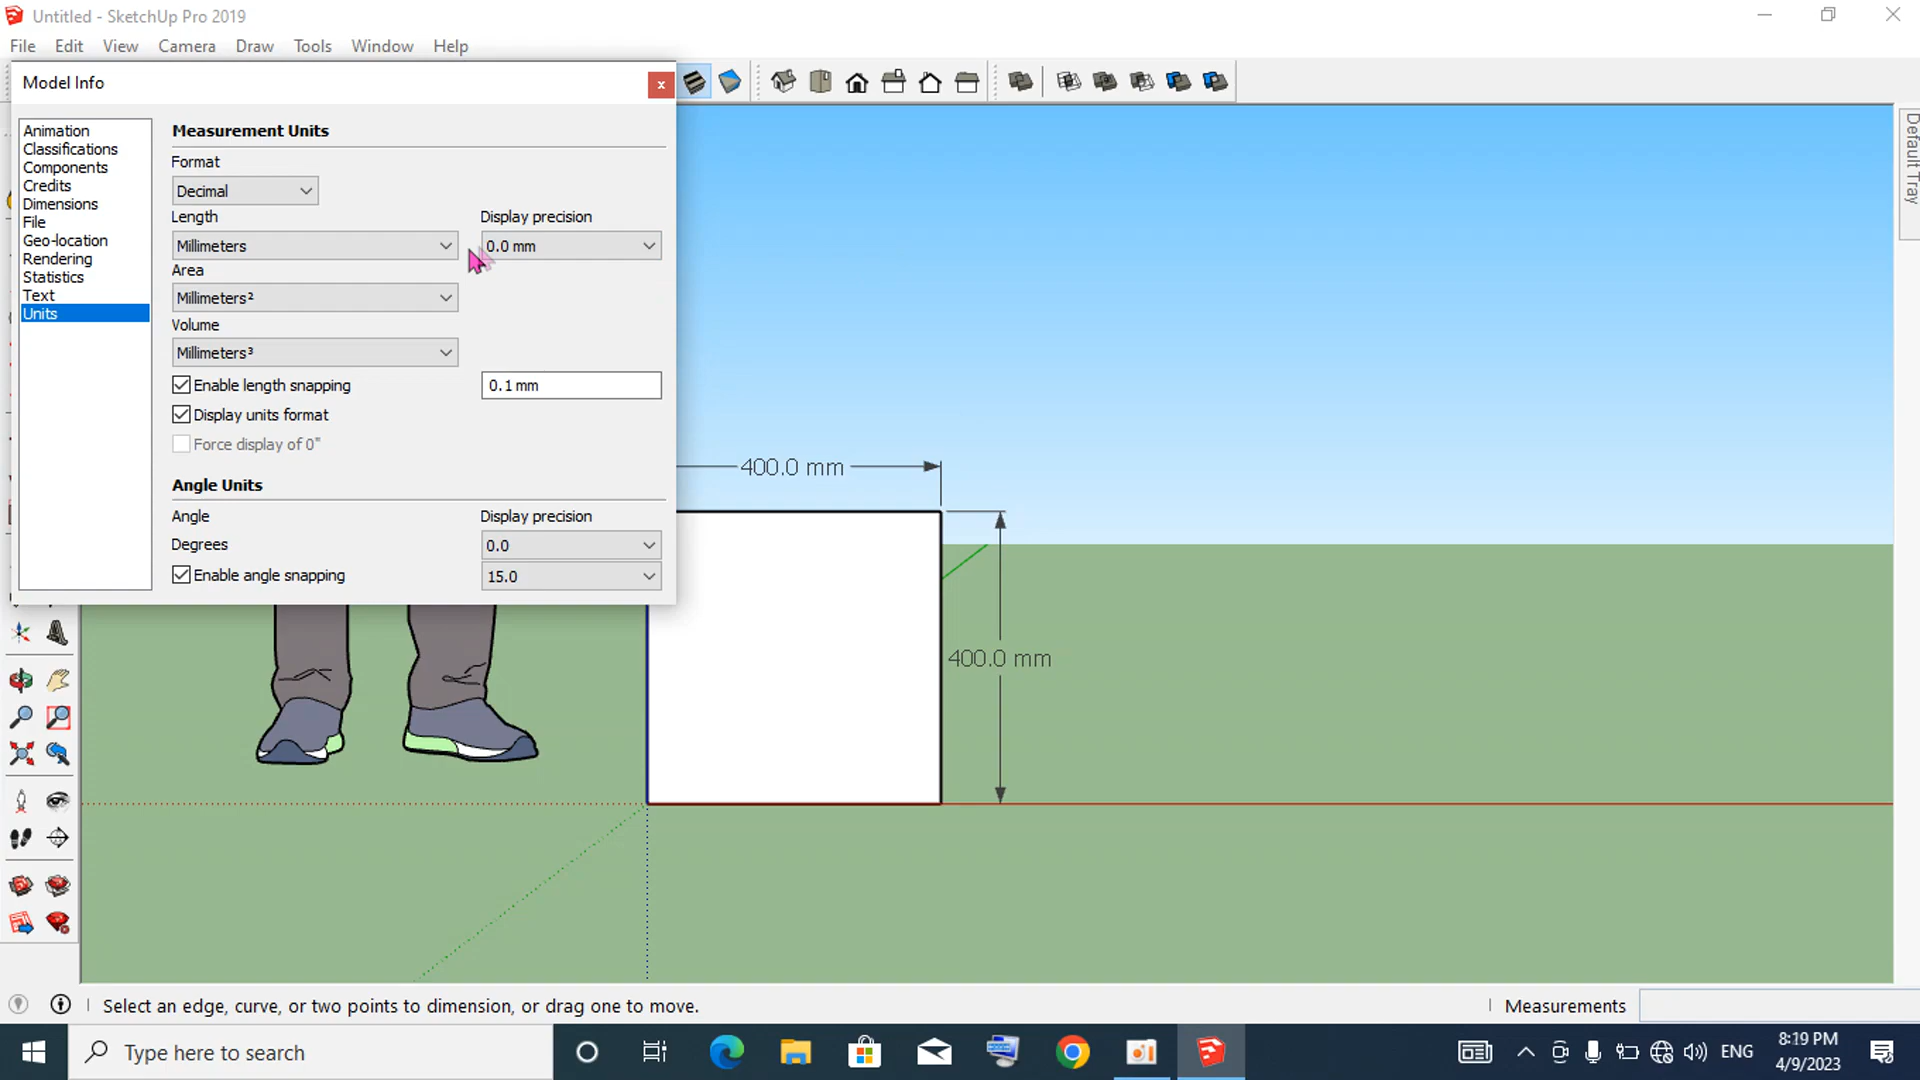 Untitled - SketchUp Pro 2019
File Edit View Camera Draw Tools Window Help
Model Info
x
Animation
Classifications
Components
Credits
Dimensions
File
Geo-location
Rendering
Statistics
Text
Units
Measurement Units
Format
Decimal
Length Display precision
Millimeters 0.0 mm
Area
Millimeters²
Volume
Millimeters³
Enable length snapping 0.1 mm
Display units format
Force display of 0"
Angle Units
Angle Display precision
Degrees 0.0
Enable angle snapping 15.0
Default Tray
400.0 mm
400.0 mm
Select an edge, curve, or two points to dimension, or drag one to move.
Measurements
Type here to search
ENG
8:19 PM
4/9/2023